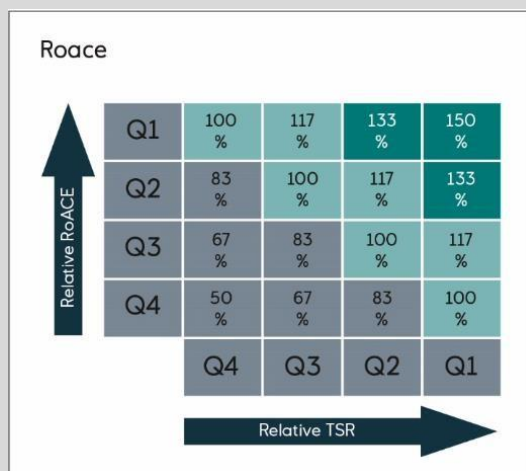 Roace
Relative RoACE
Q1 100 % 117 % 133 % 150 %
Q2 83 % 100 % 117 % 133 %
Q3 67 % 83 % 100 % 117 %
Q4 50 % 67 % 83 % 100 %
Q4 Q3 Q2 Q1
Relative TSR